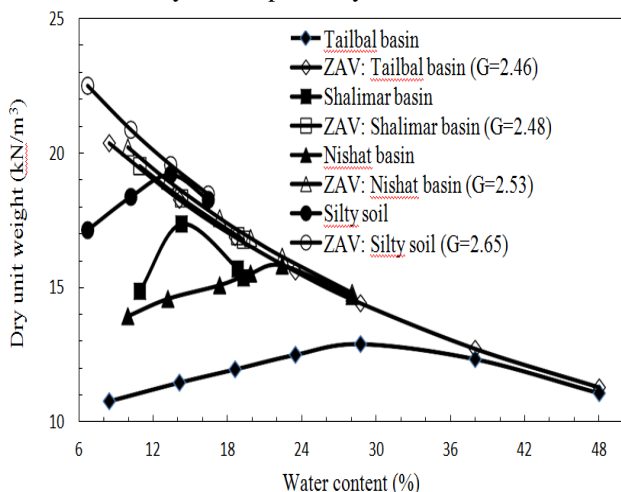 25
20
15
10
Dry unit weight (kN/m³)
Tailbal basin
ZAV: Tailbal basin (G=2.46)
Shalimar basin
ZAV: Shalimar basin (G=2.48)
Nishat basin
ZAV: Nishat basin (G=2.53)
Silty soil
ZAV: Silty soil (G=2.65)
6 12 18 24 30 36 42 48
Water content (%)